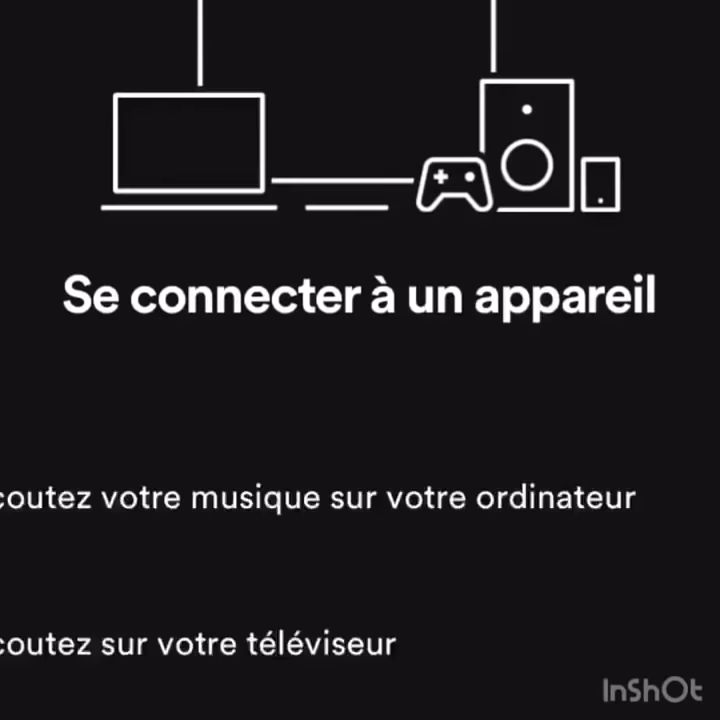 Se connecter à un appareil
coutez votre musique sur votre ordinateur
coutez sur votre téléviseur
InShOt